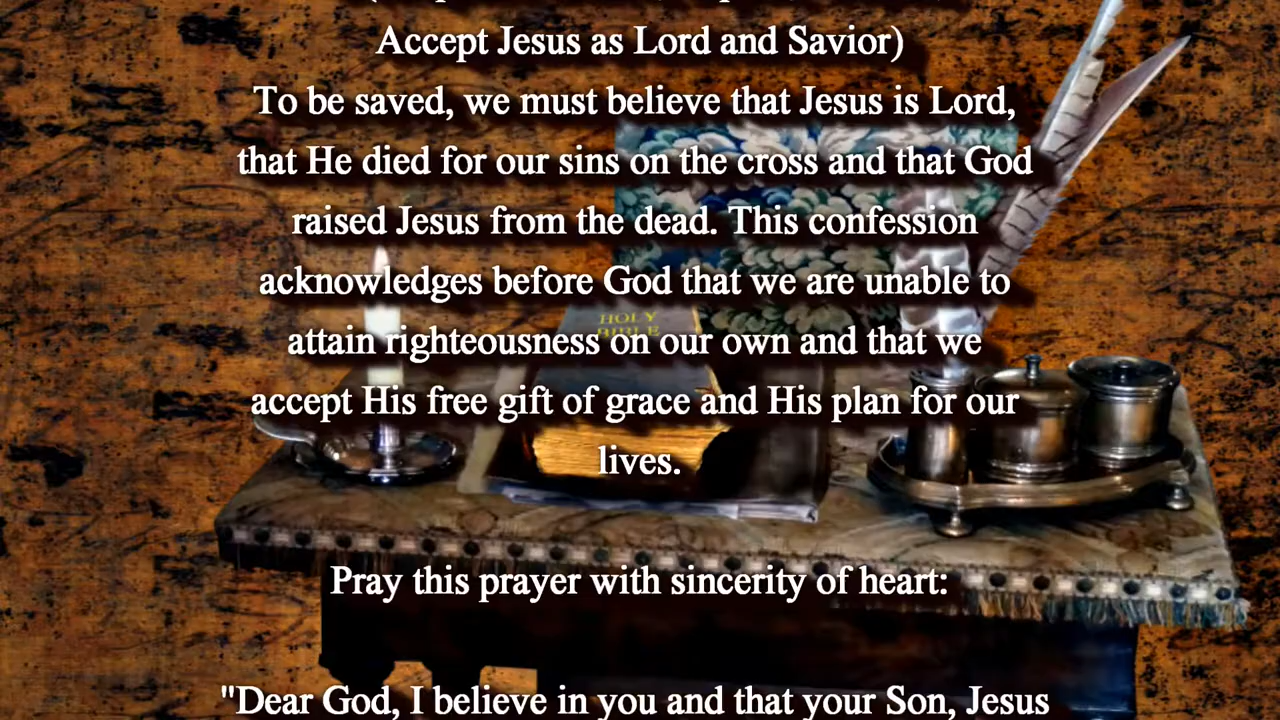 Accept Jesus as Lord and Savior)
To be saved, we must believe that Jesus is Lord,
that He died for our sins on the cross and that God
raised Jesus from the dead. This confession
acknowledges before God that we are unable to
HOLY
BIBLE
attain righteousness on our own and that we
accept His free gift of grace and His plan for our
lives.
Pray this prayer with sincerity of heart:
"Dear God, I believe in you and that your Son, Jesus